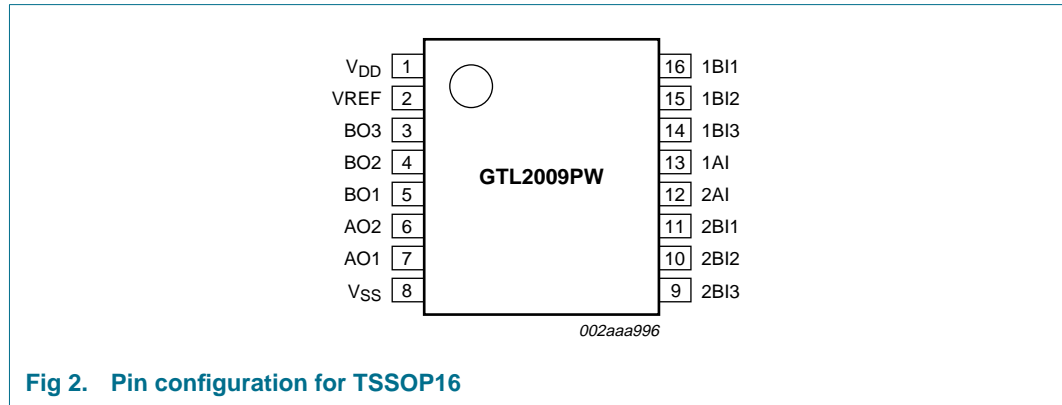 VDD 1 16 1BI1
VREF 2 15 1BI2
BO3 3 14 1BI3
BO2 4 13 1AI
GTL2009PW
BO1 5 12 2AI
AO2 6 11 2BI1
AO1 7 10 2BI2
VSS 8 9 2BI3
002aaa996
Fig 2. Pin configuration for TSSOP16